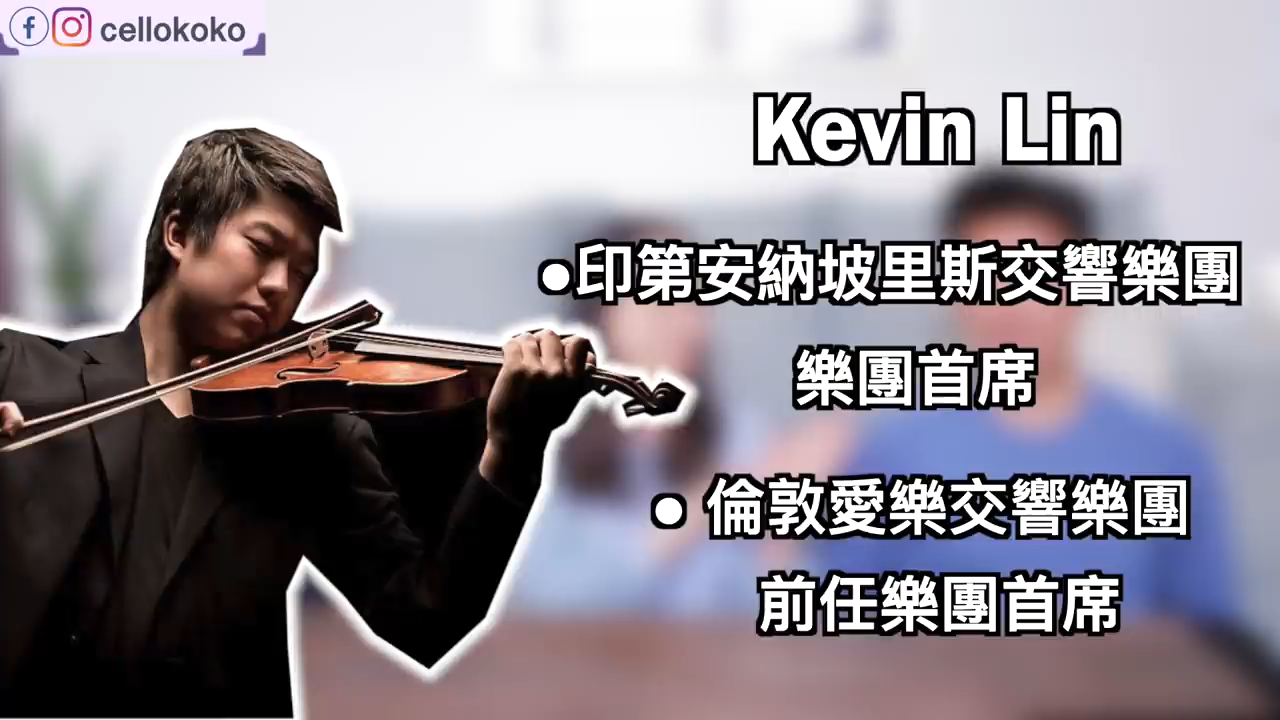 cellokoko
Kevin Lin
●印第安納坡里斯交響樂團
樂團首席
● 倫敦愛樂交響樂團
前任樂團首席